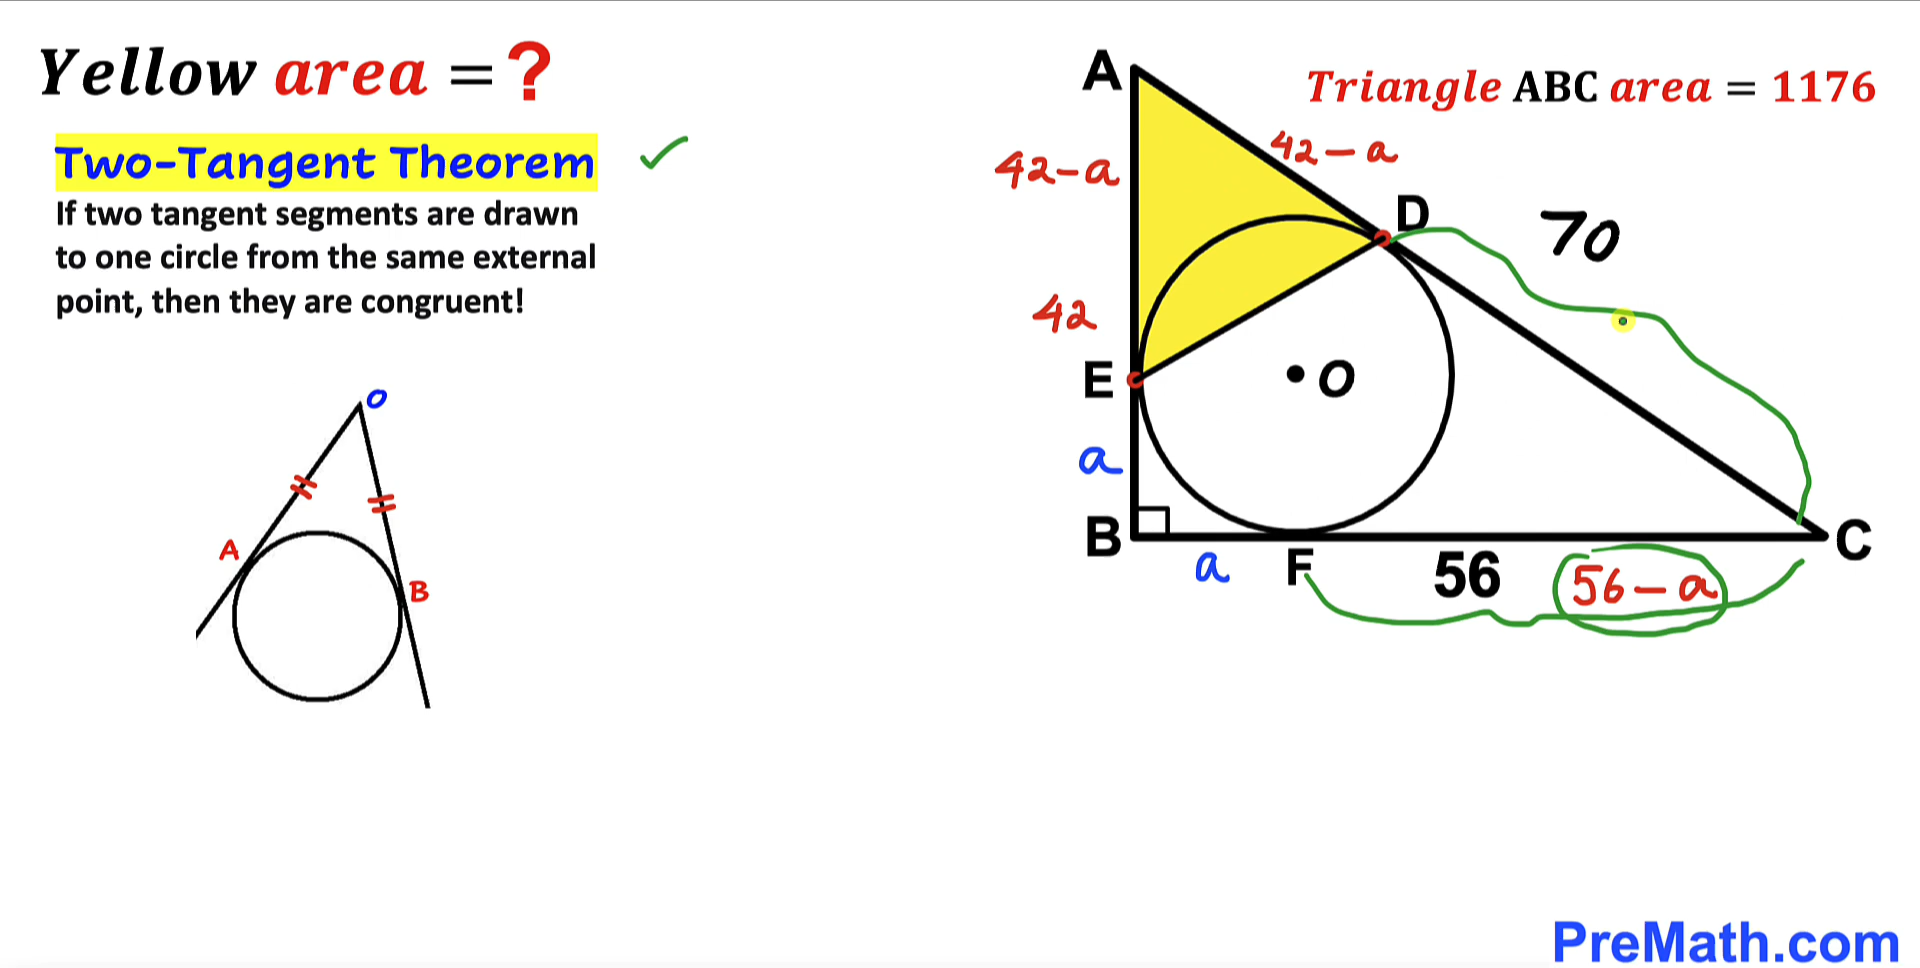 Yellow area = ?
Two-Tangent Theorem
If two tangent segments are drawn
to one circle from the same external
point, then they are congruent!
O
A
B
Triangle ABC area = 1176
A
42-a
42-a
D
70
42
E
O
a
B
C
a
F
56
56-a
PreMath.com